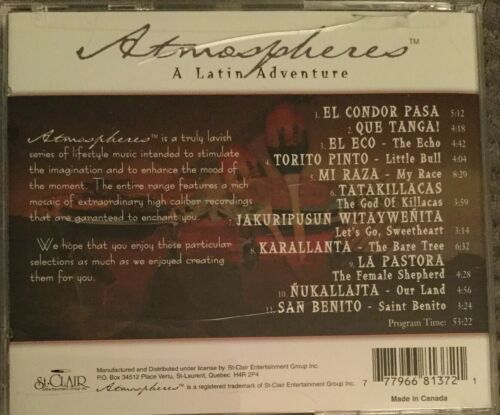 Atmospheres™
A Latin Adventure
Atmospheres™ is a truly lavish
series of lifestyle music intended to stimulate
the imagination and to enhance the mood of
the moment. The entire range features a rich
mosaic of extraordinary high caliber recordings
that are garanteed to enchant you.
We hope that you enjoy these particular
selections as much as we enjoyed creating
them for you.
1. EL CONDOR PASA 5:12
2. QUE TANGA! 4:18
3. EL ECO - The Echo 4:42
4. TORITO PINTO - Little Bull 4:04
5. MI RAZA - My Race 8:29
6. TATAKILLACAS
The God Of Killacas 3:59
7. JAKURIPUSUN WITAYWEÑITA
Let's Go, Sweetheart 3:14
8. KARALLANTA - The Bare Tree 6:32
9. LA PASTORA
The Female Shepherd 4:28
10. ÑUKALLAJTA - Our Land 4:56
11. SAN BENITO - Saint Benito 3:24
Program Time: 53:22
St-Clair
Entertainment Group Inc.
Manufactured and Distributed under license by St-Clair Entertainment Group Inc.
P.O. Box 34512 Place Vertu, St-Laurent, Quebec H4R 2P4
Atmospheres™ is a registered trademark of St-Clair Entertainment Group Inc.
7 77966 81372 1
Made in Canada